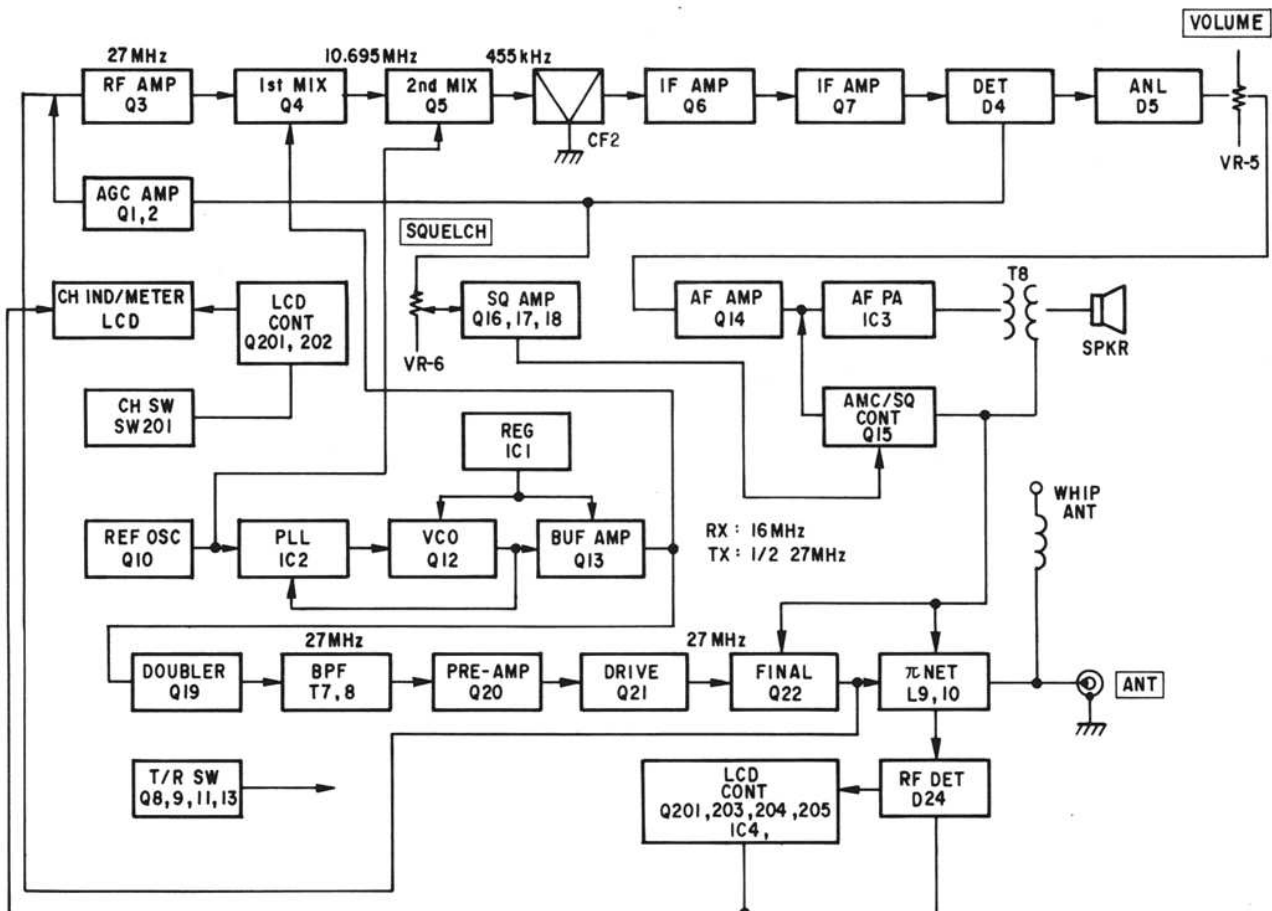 VOLUME
27MHz
10.695MHz
455kHz
RF AMP
Q3
1st MIX
Q4
2nd MIX
Q5
CF2
IF AMP
Q6
IF AMP
Q7
DET
D4
ANL
D5
VR-5
AGC AMP
Q1,2
SQUELCH
CH IND/METER
LCD
LCD
CONT
Q201, 202
VR-6
SQ AMP
Q16, 17, 18
AF AMP
Q14
AF PA
IC3
T8
SPKR
CH SW
SW201
REG
IC1
AMC/SQ
CONT
Q15
WHIP
ANT
REF OSC
Q10
PLL
IC2
VCO
Q12
BUF AMP
Q13
RX : 16MHz
TX : 1/2 27MHz
27MHz
27MHz
DOUBLER
Q19
BPF
T7, 8
PRE-AMP
Q20
DRIVE
Q21
FINAL
Q22
π NET
L9, 10
ANT
T/R SW
Q8, 9, 11, 13
LCD
CONT
Q201, 203, 204, 205
IC4,
RF DET
D24